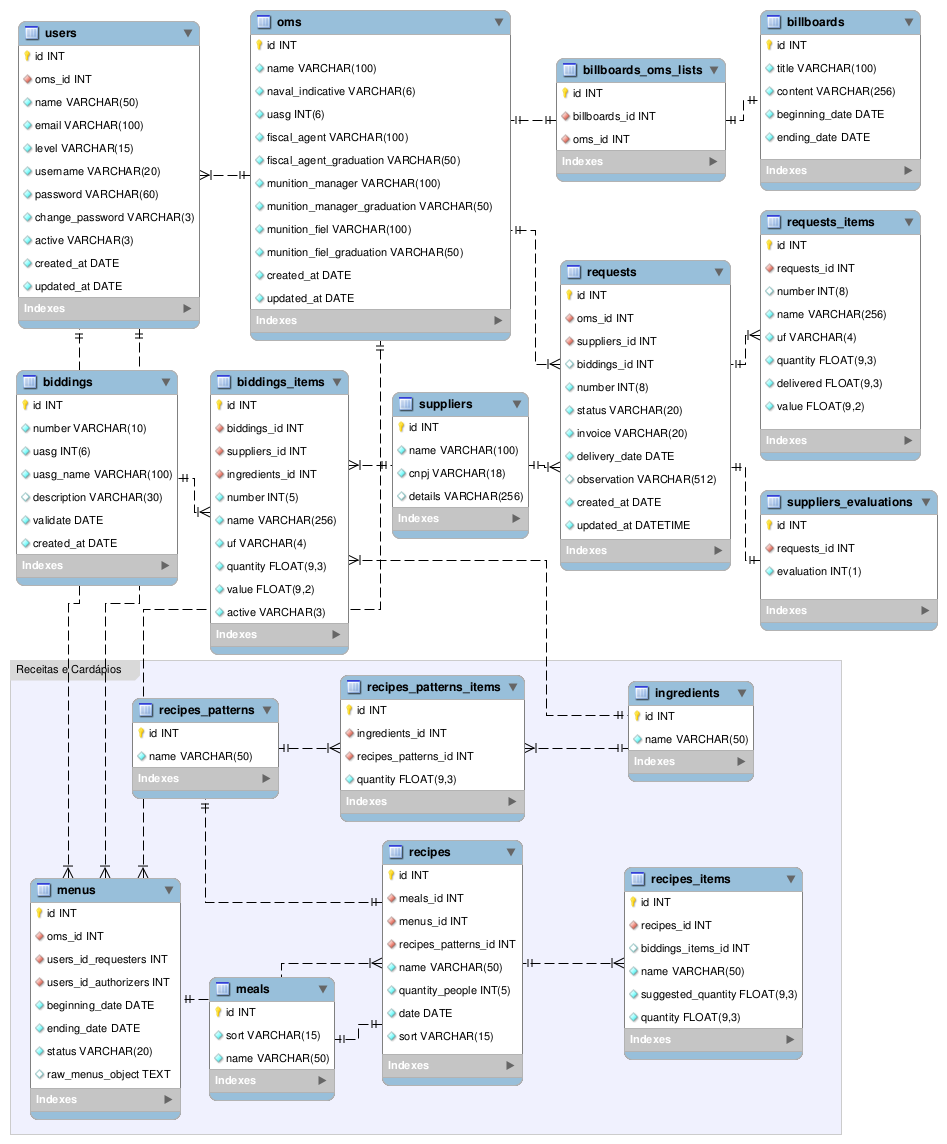 users
id INT
oms_id INT
name VARCHAR(50)
email VARCHAR(100)
level VARCHAR(15)
username VARCHAR(20)
password VARCHAR(60)
change_password VARCHAR(3)
active VARCHAR(3)
created_at DATE
updated_at DATE
Indexes
oms
id INT
name VARCHAR(100)
naval_indicative VARCHAR(6)
uasg INT(6)
fiscal_agent VARCHAR(100)
fiscal_agent_graduation VARCHAR(50)
munition_manager VARCHAR(100)
munition_manager_graduation VARCHAR(50)
munition_fiel VARCHAR(100)
munition_fiel_graduation VARCHAR(50)
created_at DATE
updated_at DATE
Indexes
billboards_oms_lists
id INT
billboards_id INT
oms_id INT
Indexes
billboards
id INT
title VARCHAR(100)
content VARCHAR(256)
beginning_date DATE
ending_date DATE
Indexes
requests_items
id INT
requests_id INT
number INT(8)
name VARCHAR(256)
uf VARCHAR(4)
quantity FLOAT(9,3)
delivered FLOAT(9,3)
value FLOAT(9,2)
Indexes
requests
id INT
oms_id INT
suppliers_id INT
biddings_id INT
number INT(8)
status VARCHAR(20)
invoice VARCHAR(20)
delivery_date DATE
observation VARCHAR(512)
created_at DATE
updated_at DATETIME
Indexes
biddings
id INT
number VARCHAR(10)
uasg INT(6)
uasg_name VARCHAR(100)
description VARCHAR(30)
validate DATE
created_at DATE
Indexes
biddings_items
id INT
biddings_id INT
suppliers_id INT
ingredients_id INT
number INT(5)
name VARCHAR(256)
uf VARCHAR(4)
quantity FLOAT(9,3)
value FLOAT(9,2)
active VARCHAR(3)
Indexes
suppliers
id INT
name VARCHAR(100)
cnpj VARCHAR(18)
details VARCHAR(256)
Indexes
suppliers_evaluations
id INT
requests_id INT
evaluation INT(1)
Indexes
Receitas e Cardápios
recipes_patterns
id INT
name VARCHAR(50)
Indexes
recipes_patterns_items
id INT
ingredients_id INT
recipes_patterns_id INT
quantity FLOAT(9,3)
Indexes
ingredients
id INT
name VARCHAR(50)
Indexes
menus
id INT
oms_id INT
users_id_requesters INT
users_id_authorizers INT
beginning_date DATE
ending_date DATE
status VARCHAR(20)
raw_menus_object TEXT
Indexes
meals
id INT
sort VARCHAR(15)
name VARCHAR(50)
Indexes
recipes
id INT
meals_id INT
menus_id INT
recipes_patterns_id INT
name VARCHAR(50)
quantity_people INT(5)
date DATE
sort VARCHAR(15)
Indexes
recipes_items
id INT
recipes_id INT
biddings_items_id INT
name VARCHAR(50)
suggested_quantity FLOAT(9,3)
quantity FLOAT(9,3)
Indexes